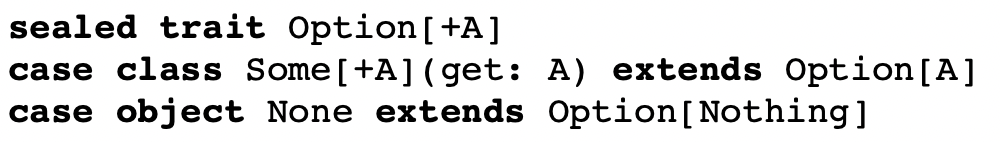 sealed trait Option[+A]
case class Some[+A](get: A) extends Option[A]
case object None extends Option[Nothing]